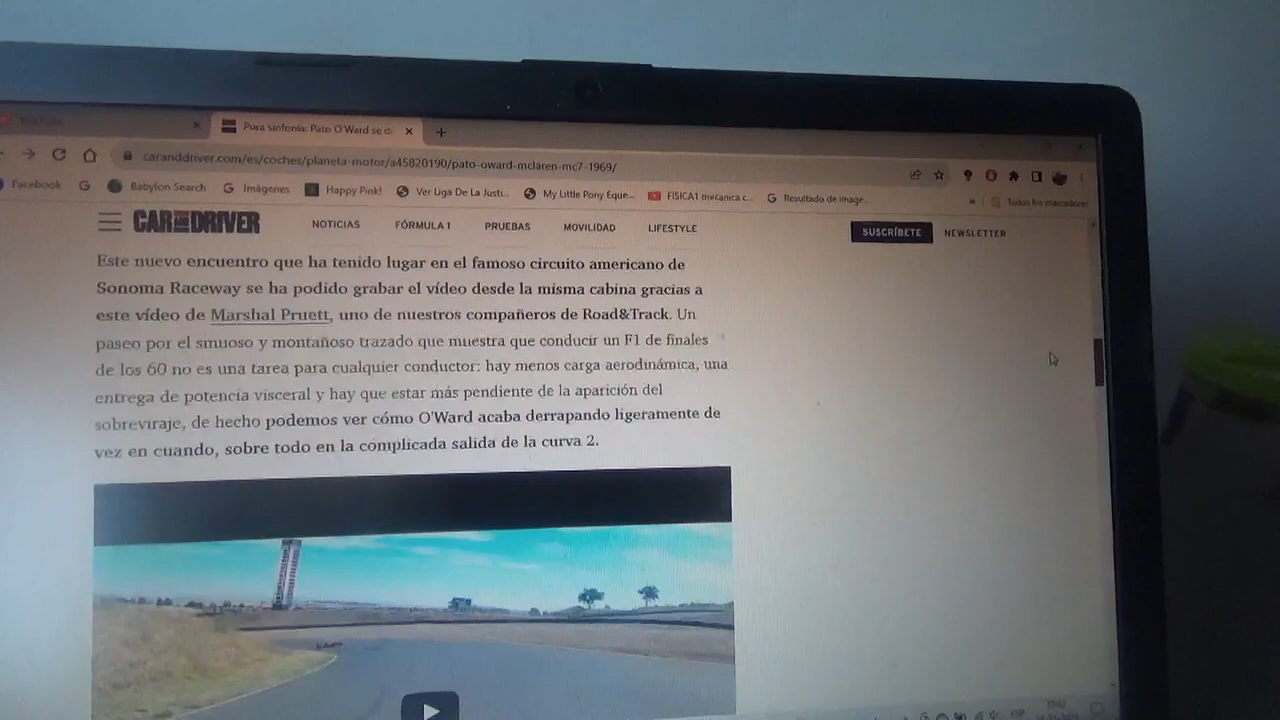 YouTube
Pura sinfonía: Pato O'Ward se d
caranddriver.com/es/coches/planeta-motor/a45820190/pato-oward-mclaren-mc7-1969/
Facebook Babylon Search Imágenes Happy Pink! Ver Liga De La Justi... My Little Pony Eque... FISICA1 mecanica c... Resultado de image... » Todos los marcadores
CAR AND DRIVER NOTICIAS FÓRMULA 1 PRUEBAS MOVILIDAD LIFESTYLE SUSCRÍBETE NEWSLETTER
Este nuevo encuentro que ha tenido lugar en el famoso circuito americano de
Sonoma Raceway se ha podido grabar el vídeo desde la misma cabina gracias a
este vídeo de Marshal Pruett, uno de nuestros compañeros de Road&Track. Un
paseo por el sinuoso y montañoso trazado que muestra que conducir un F1 de finales
de los 60 no es una tarea para cualquier conductor: hay menos carga aerodinámica, una
entrega de potencia visceral y hay que estar más pendiente de la aparición del
sobreviraje, de hecho podemos ver cómo O'Ward acaba derrapando ligeramente de
vez en cuando, sobre todo en la complicada salida de la curva 2.
ESP